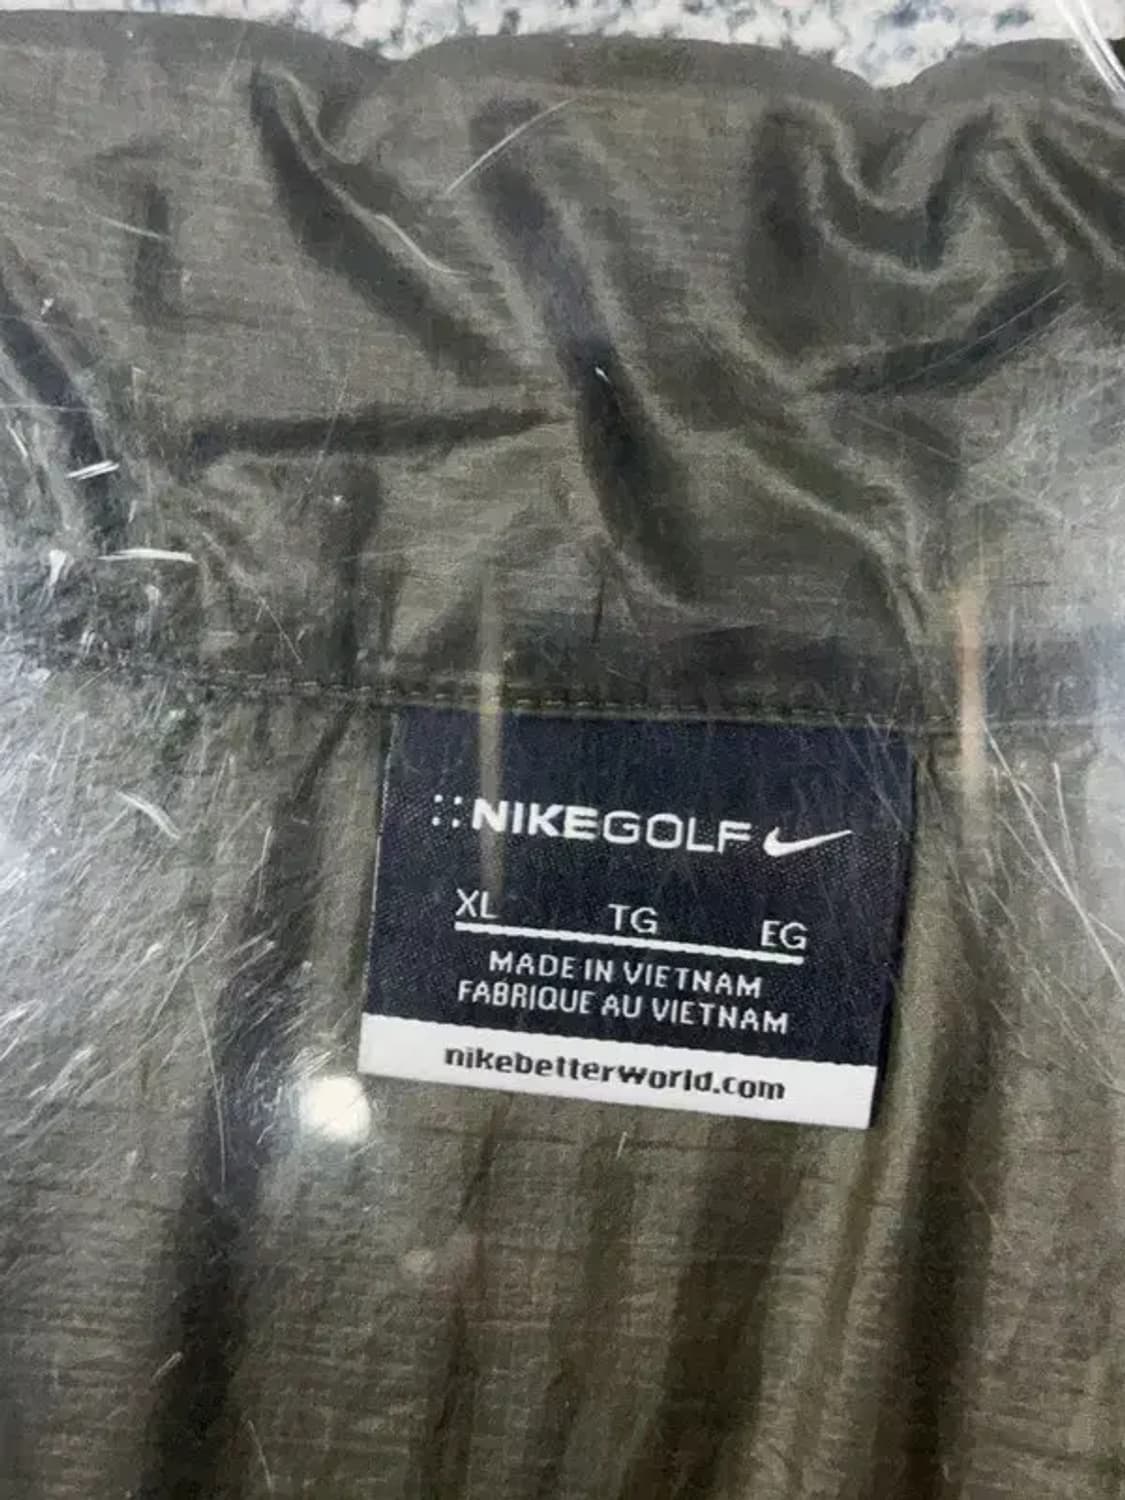 ::NIKEGOLF
XL TG EG
MADE IN VIETNAM
FABRIQUE AU VIETNAM
nikebetterworld.com